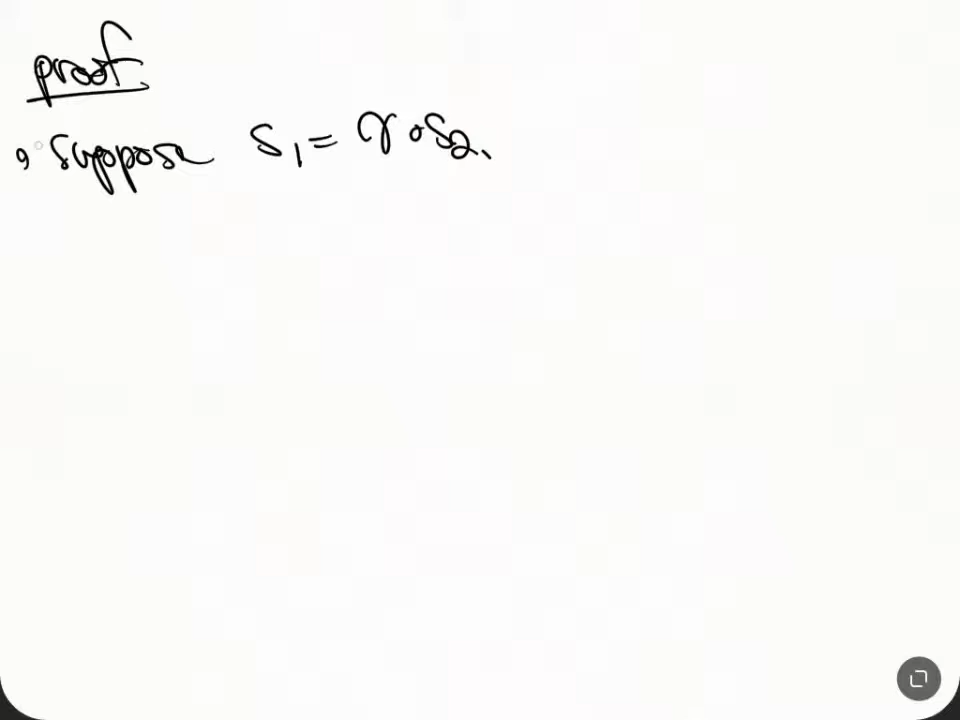 proof
• suppose S₁ = γ∘S₂.